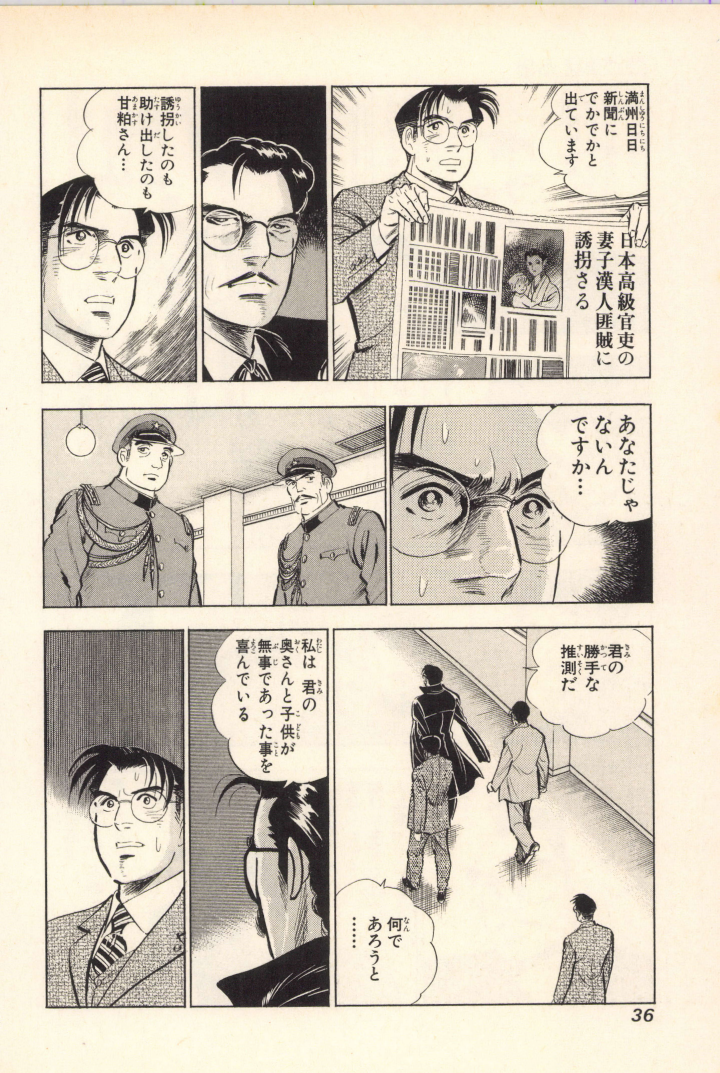 満州日日
新聞に
でかでかと
出ています
日本高級官吏の
妻子漢人匪賊に
誘拐さる
誘拐したのも
助け出したのも
甘粕さん…
あなたじゃ
ないん
ですか…
君の
勝手な
推測だ
何で
あろうと
……
私は 君の
奥さんと子供が
無事であった事を
喜んでいる
36